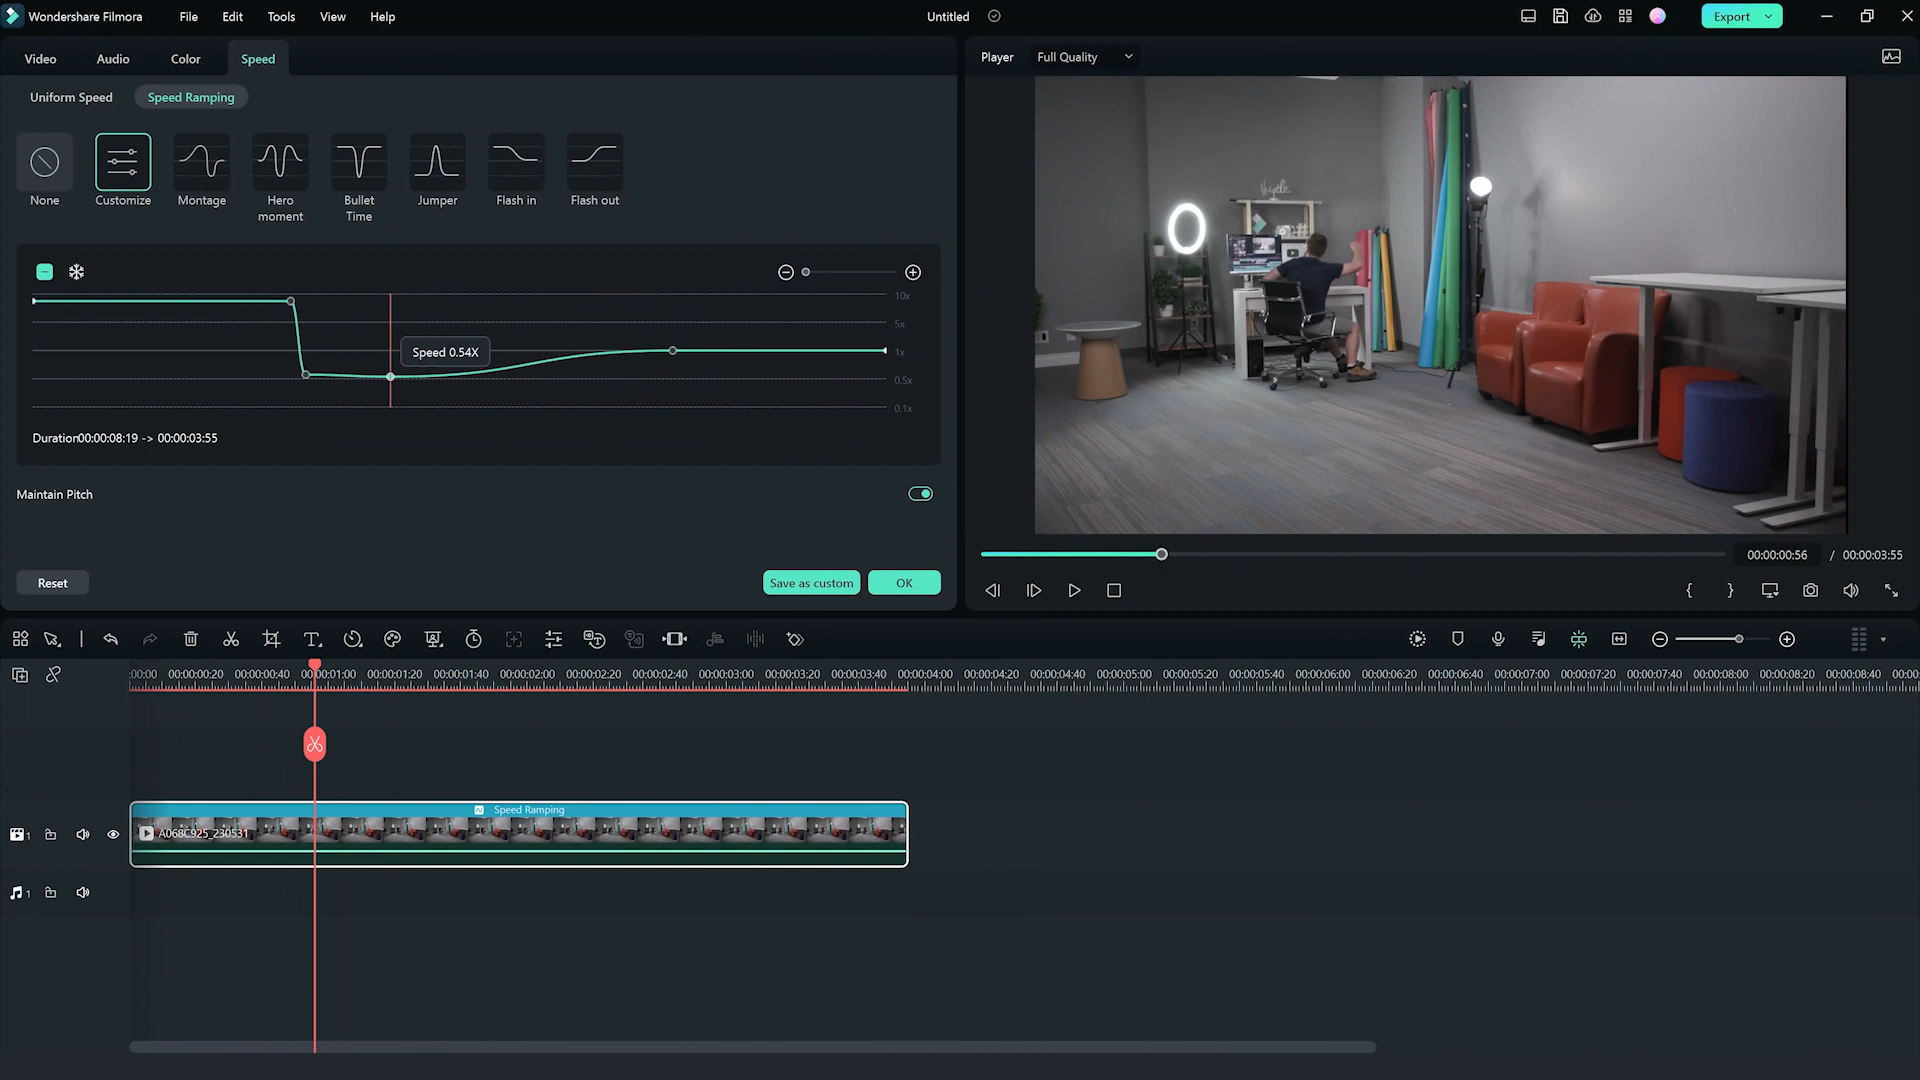 Wondershare Filmora File Edit Tools View Help Untitled Export
Video Audio Color Speed
Uniform Speed Speed Ramping
None Customize Montage Hero moment Bullet Time Jumper Flash in Flash out
10x
5x
Speed 0.54X
1x
0.5x
0.1x
Duration00:00:08:19 -> 00:00:03:55
Maintain Pitch
Reset Save as custom OK
Player Full Quality
Hustle
00:00:00:56 / 00:00:03:55
:00:00 00:00:00:20 00:00:00:40 00:00:01:00 00:00:01:20 00:00:01:40 00:00:02:00 00:00:02:20 00:00:02:40 00:00:03:00 00:00:03:20 00:00:03:40 00:00:04:00 00:00:04:20 00:00:04:40 00:00:05:00 00:00:05:20 00:00:05:40 00:00:06:00 00:00:06:20 00:00:06:40 00:00:07:00 00:00:07:20 00:00:07:40 00:00:08:00 00:00:08:20 00:00:08:40 00:00
Speed Ramping
1 A068C925_230531
1